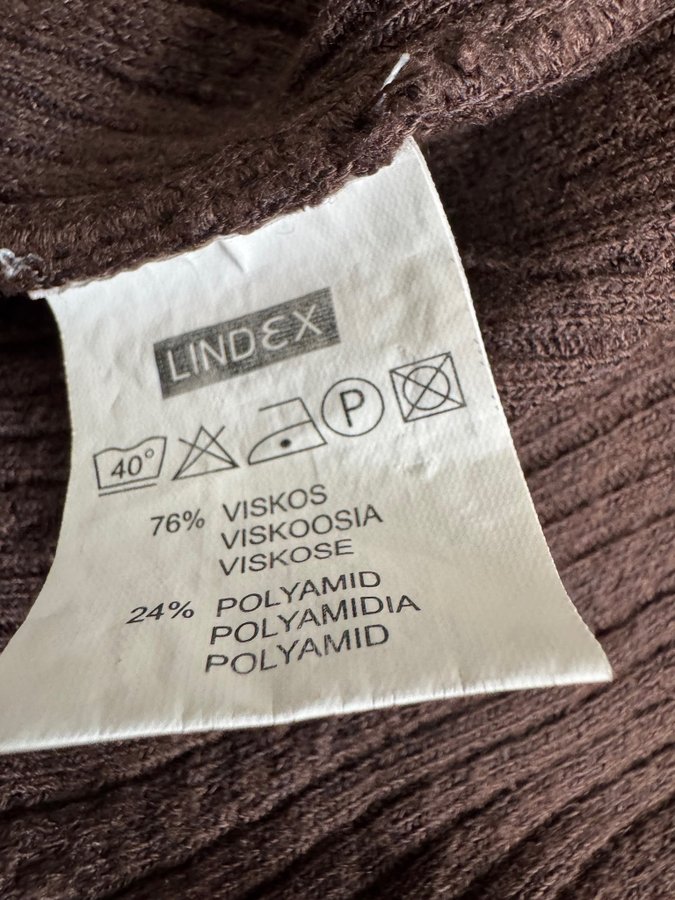 LINDEX
40° P
76% VISKOS
VISKOOSIA
VISKOSE
24% POLYAMID
POLYAMIDIA
POLYAMID